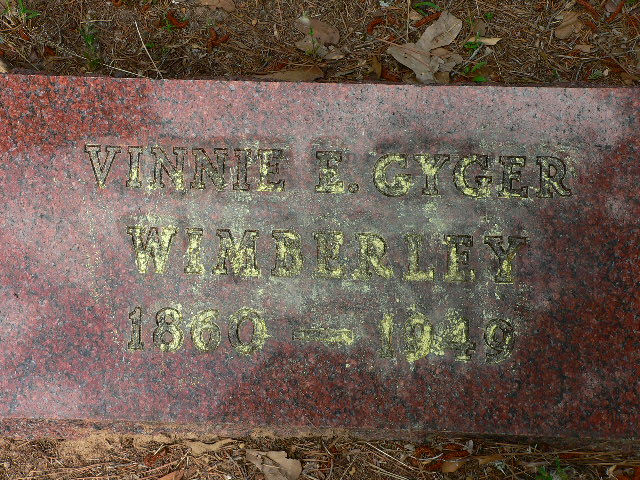 VINNIE E. GYGER
WIMBERLEY
1860 — 1949